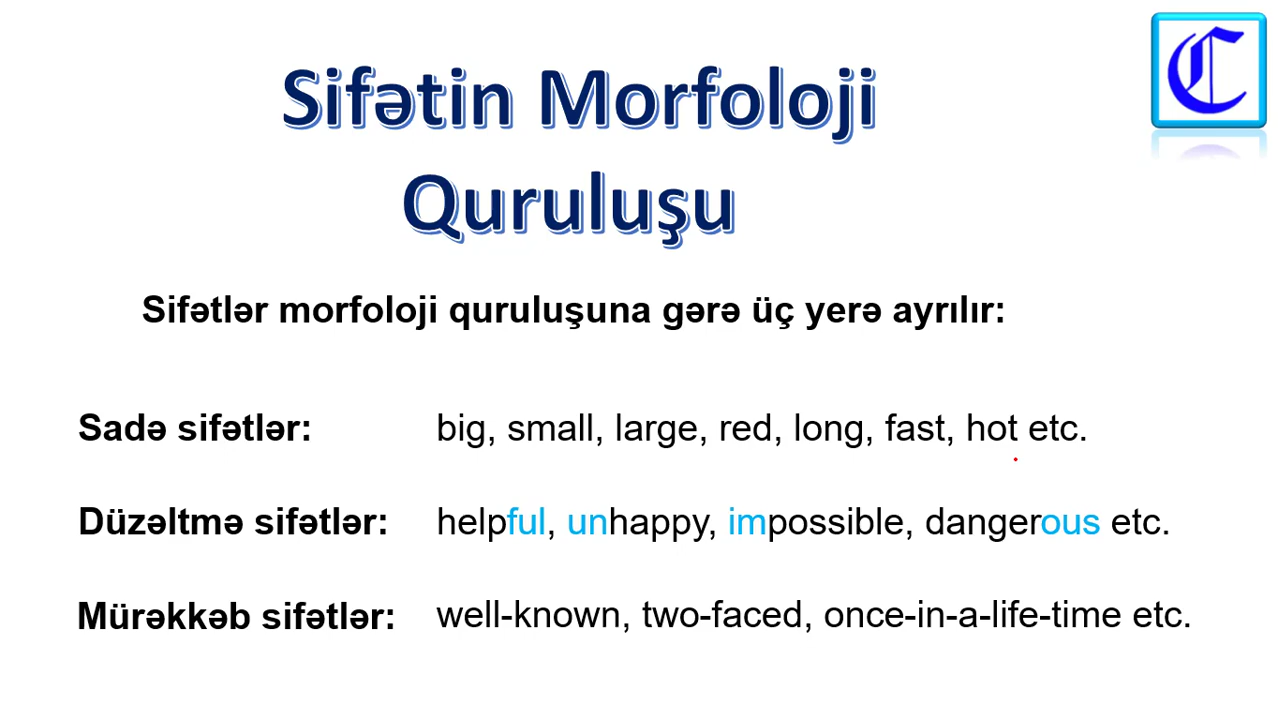 Sifətin Morfoloji
Quruluşu
C
Sifətlər morfoloji quruluşuna gərə üç yerə ayrılır:
Sadə sifətlər: big, small, large, red, long, fast, hot etc.
Düzəltmə sifətlər: helpful, unhappy, impossible, dangerous etc.
Mürəkkəb sifətlər: well-known, two-faced, once-in-a-life-time etc.